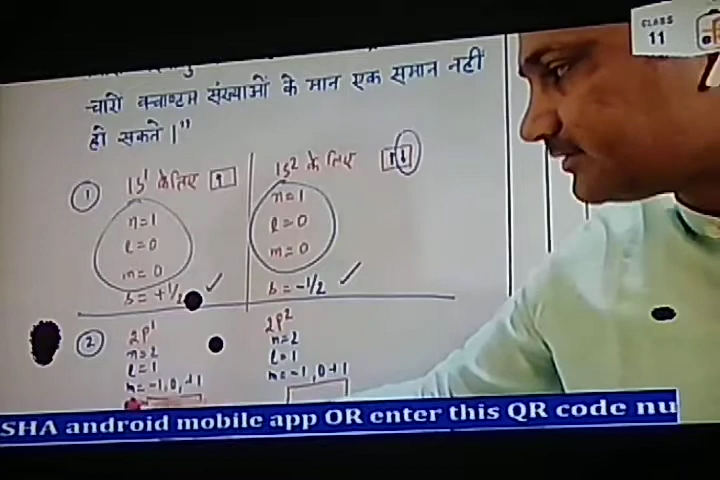 चारो क्वाण्टम संख्याओं के मान एक समान नहीं
हो सकते ।"
① 1s¹ के लिए 1
n=1
l=0
m=0
s=+1/2 ✓
1s² के लिए
n=1
l=0
m=0
s=-1/2 ✓
② 2p¹
n=2
l=1
m=-1,0,+1
2p²
n=2
l=1
m=-1,0+1
CLASS
11
SHA android mobile app OR enter this QR code nu